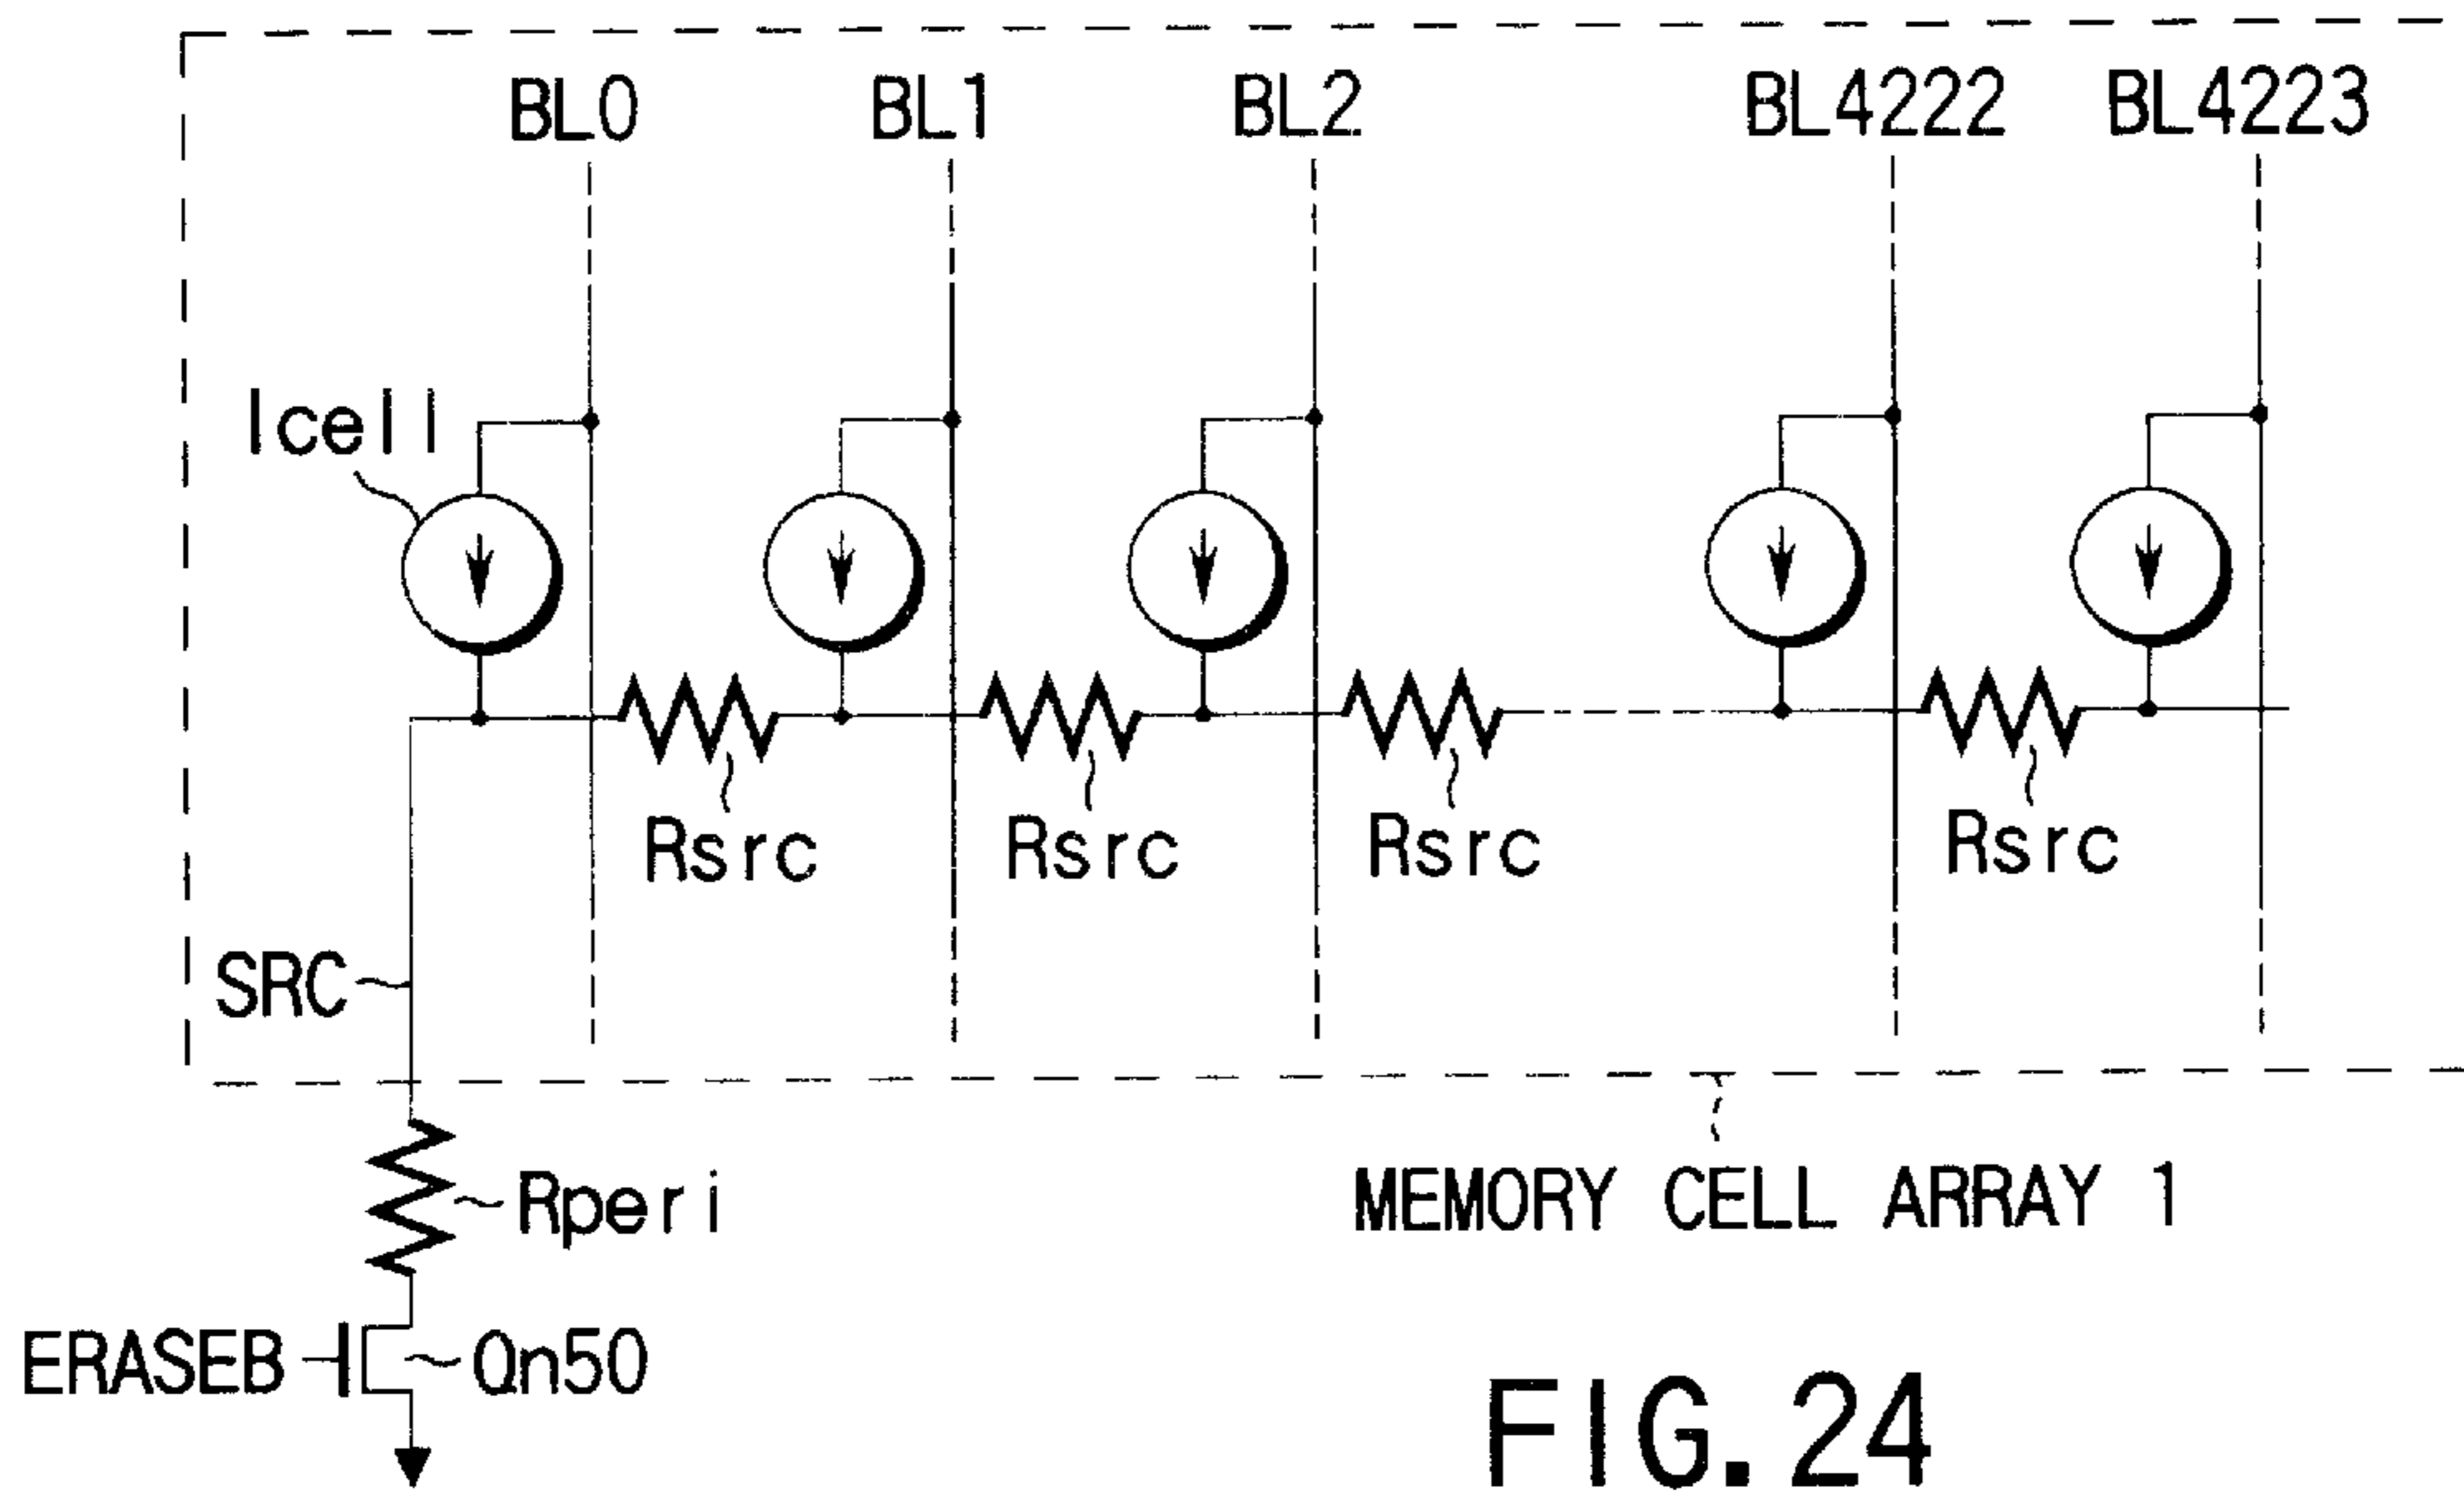 BL0 BL1 BL2 BL4222 BL4223
Icell
Rsrc Rsrc Rsrc Rsrc
SRC
Rperi
MEMORY CELL ARRAY 1
ERASEB Qn50
FIG.24